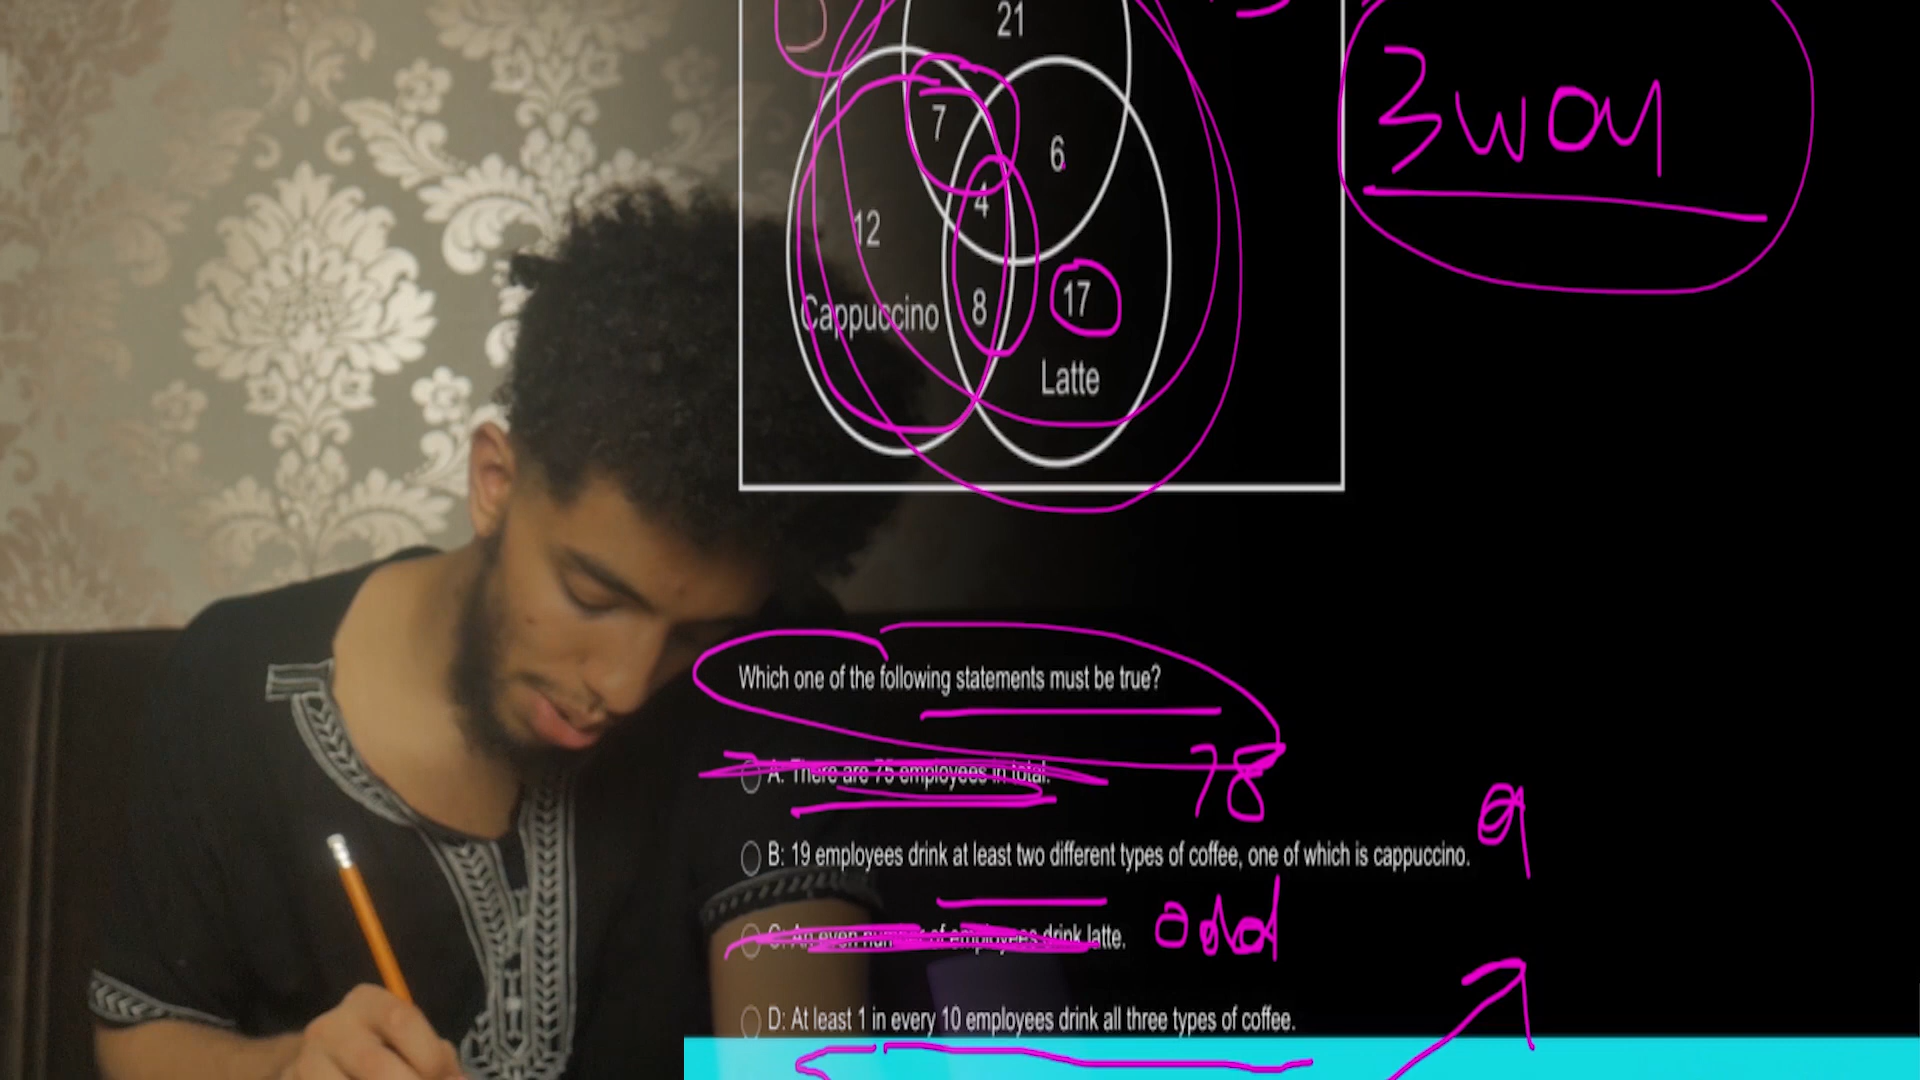 21
7
6
4
12
8
17
Cappuccino
Latte
3 way
Which one of the following statements must be true?
A: There are 75 employees in total.
78
B: 19 employees drink at least two different types of coffee, one of which is cappuccino.
C: An even number of employees drink latte.
odd
D: At least 1 in every 10 employees drink all three types of coffee.